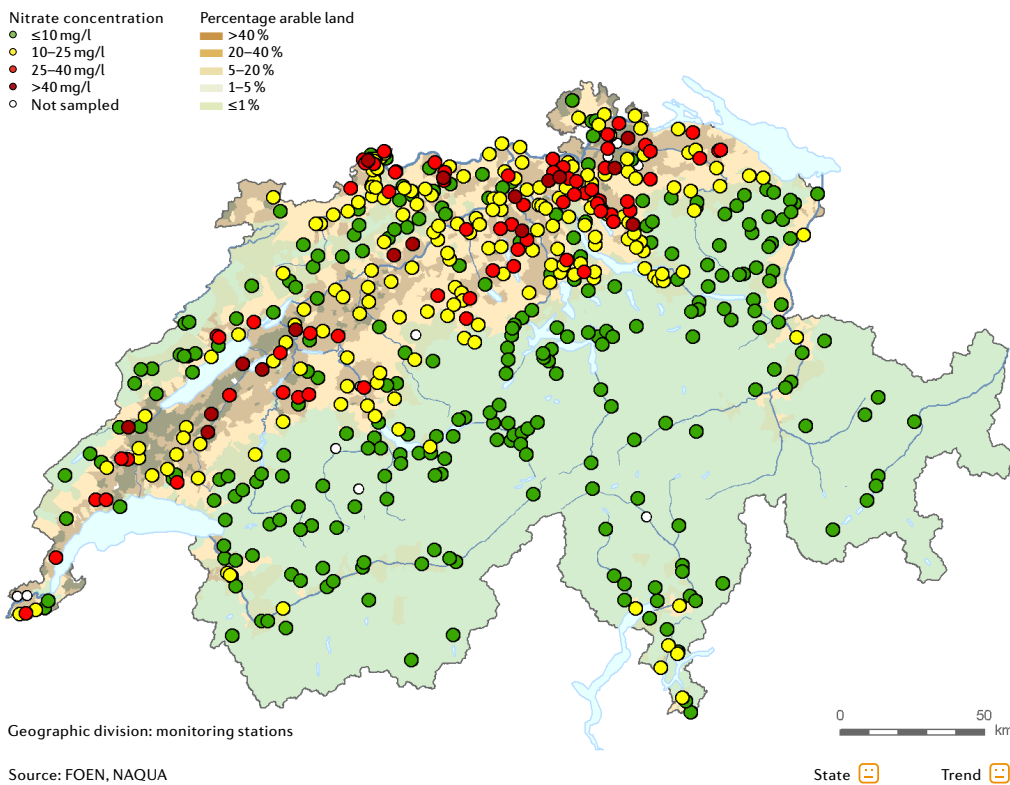 Nitrate concentration
≤10 mg/l
10–25 mg/l
25–40 mg/l
>40 mg/l
Not sampled
Percentage arable land
>40 %
20–40 %
5–20 %
1–5 %
≤1 %
Geographic division: monitoring stations
0 50
km
Source: FOEN, NAQUA
State Trend